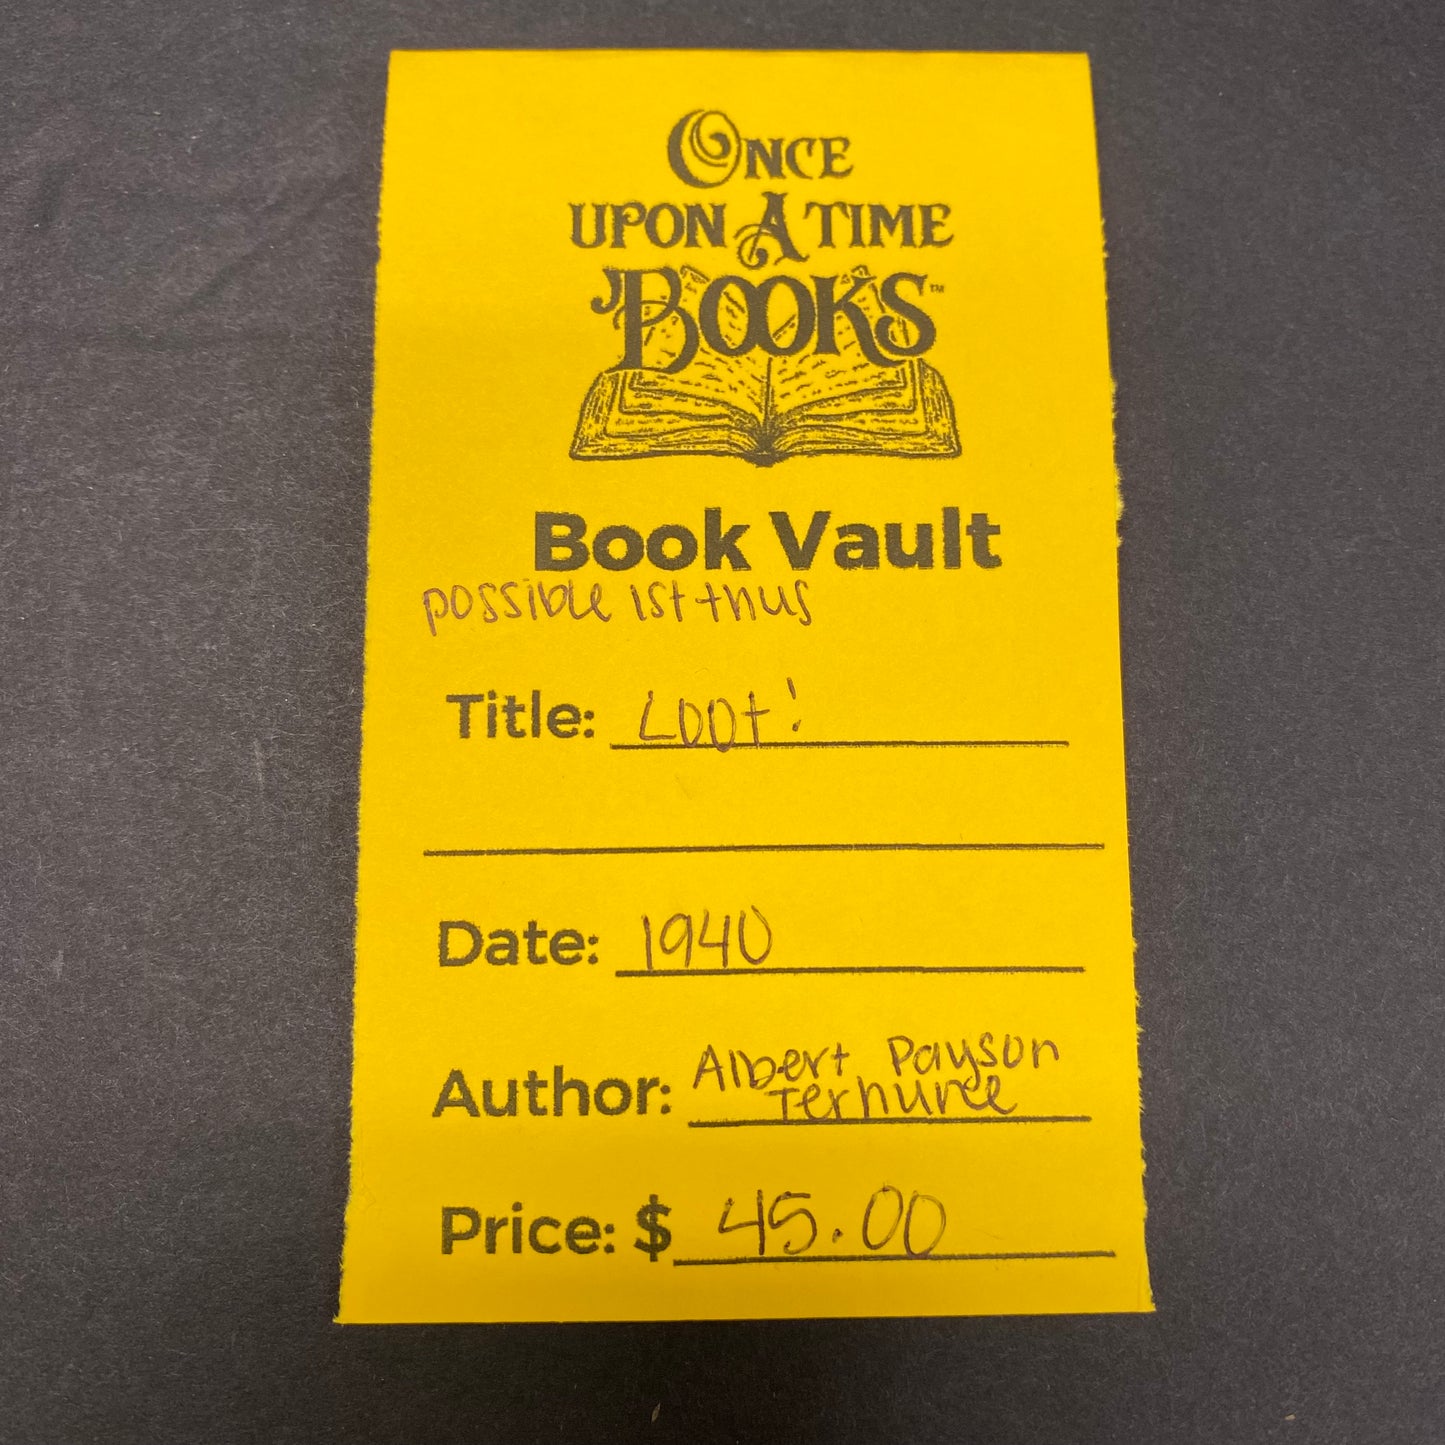 ONCE
UPON A TIME
BOOKS™
Book Vault
possible 1st thus
Title: Loot!
Date: 1940
Author: Albert Payson
Terhune
Price: $ 45.00